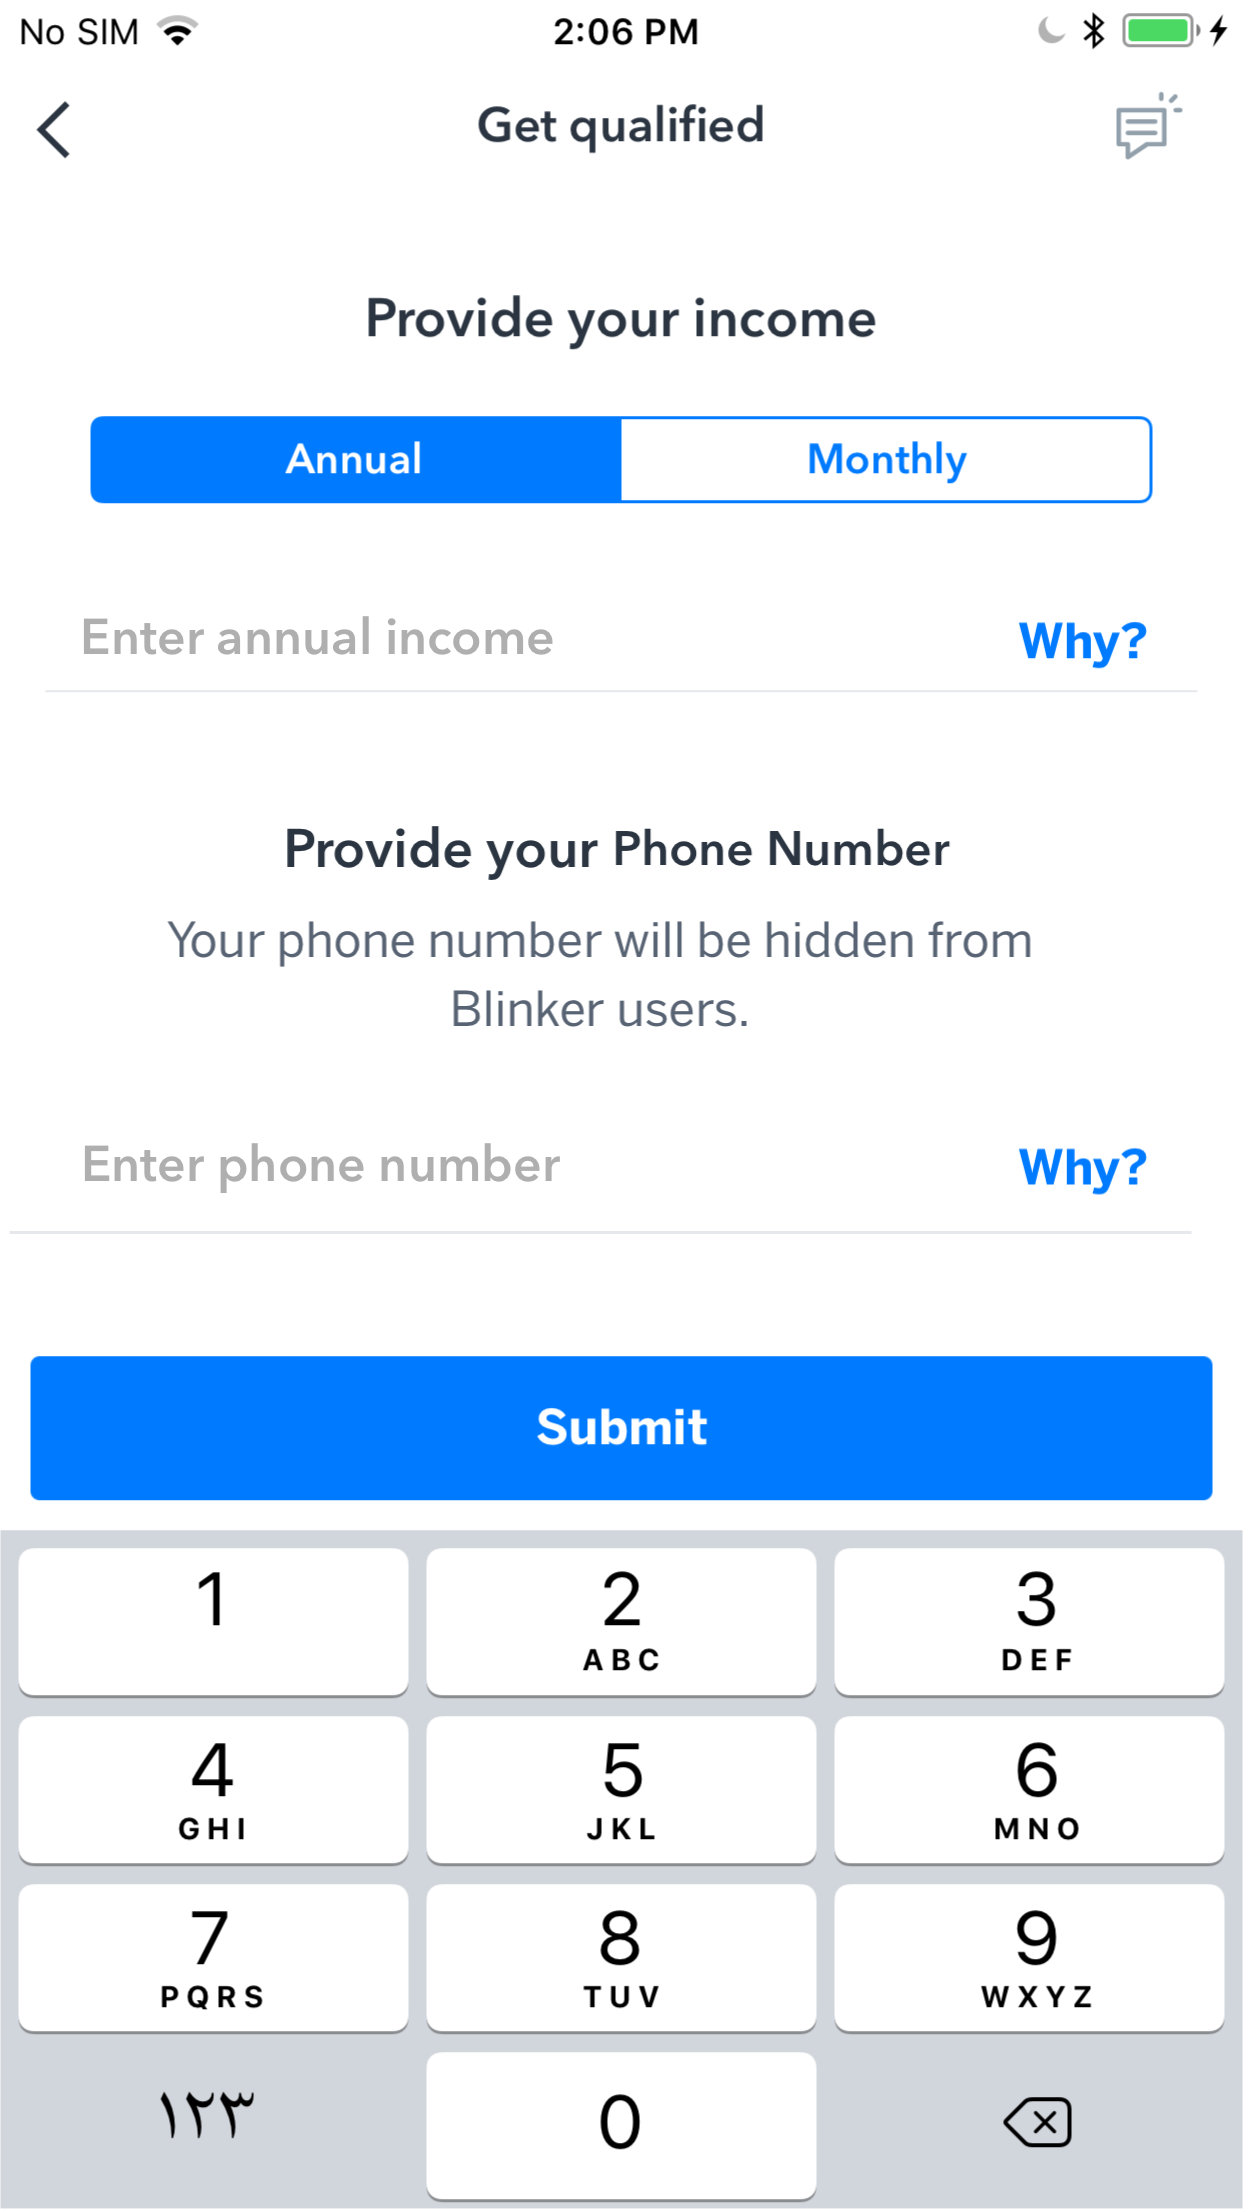 No SIM 2:06 PM
Get qualified
Provide your income
Annual Monthly
Enter annual income Why?
Provide your Phone Number
Your phone number will be hidden from
Blinker users.
Enter phone number Why?
Submit
1 2 3
ABC DEF
4 5 6
GHI JKL MNO
7 8 9
PQRS TUV WXYZ
١٢٣ 0